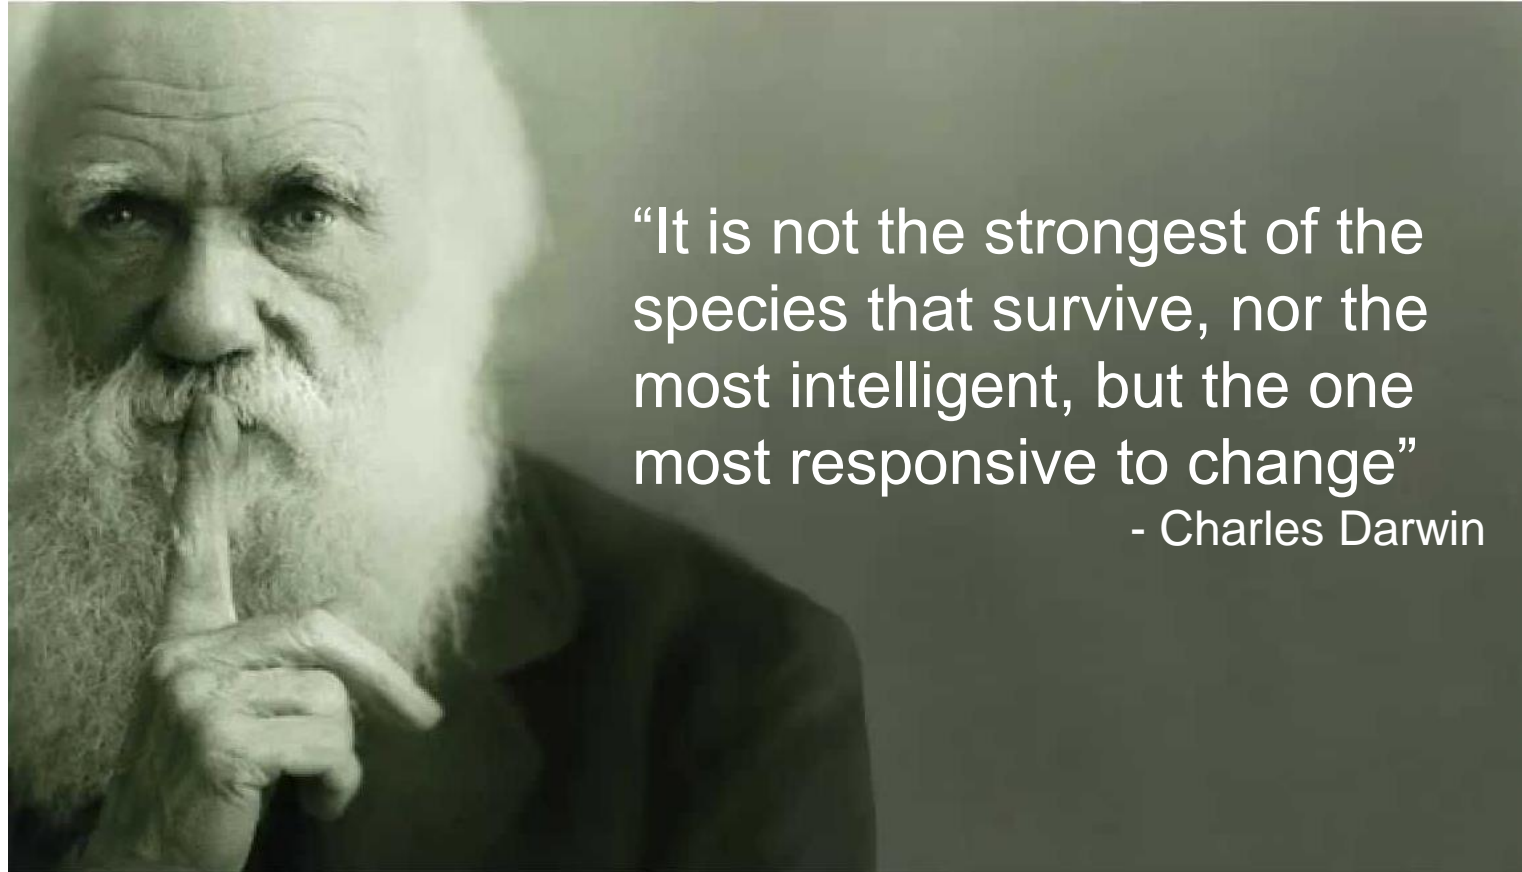 “It is not the strongest of the
species that survive, nor the
most intelligent, but the one
most responsive to change”
- Charles Darwin